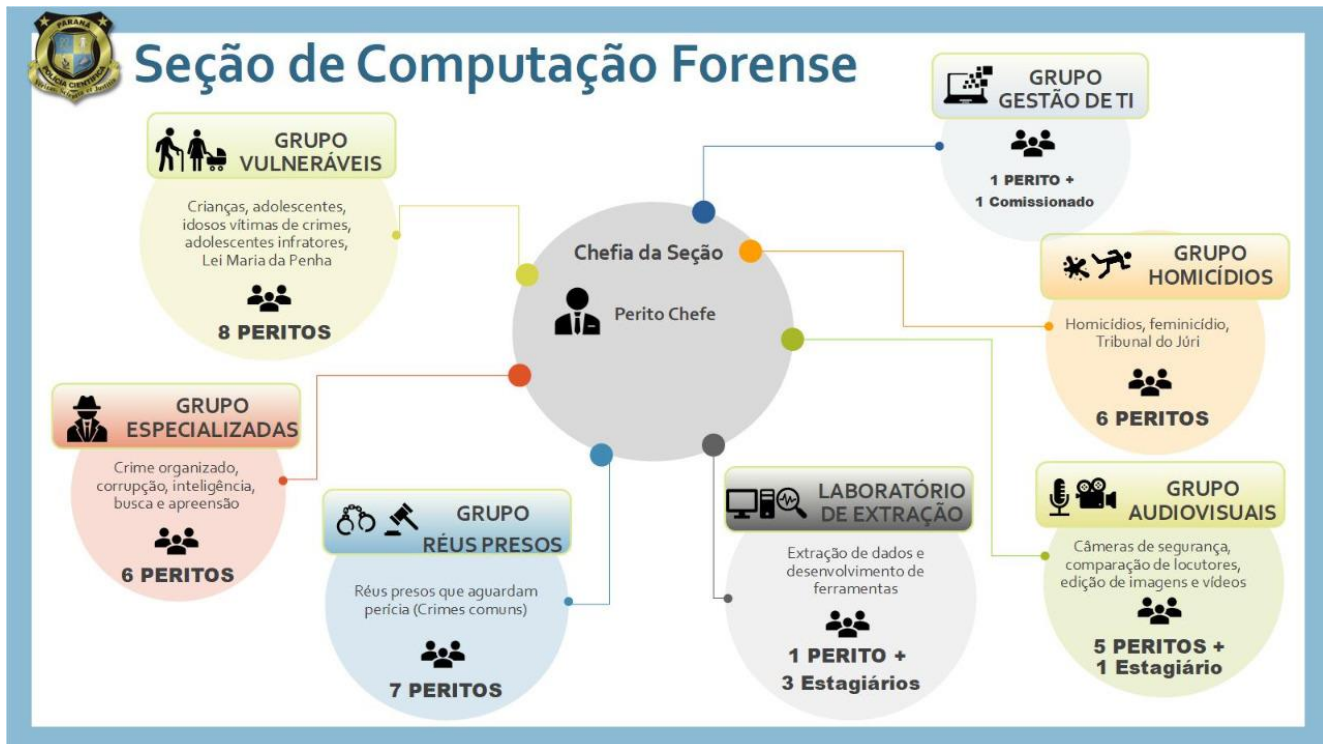 PARANÁ
POLÍCIA CIENTÍFICA
Seção de Computação Forense
GRUPO
GESTÃO DE TI
1 PERITO +
1 Comissionado
GRUPO
VULNERÁVEIS
Crianças, adolescentes,
idosos vítimas de crimes,
adolescentes infratores,
Lei Maria da Penha
8 PERITOS
Chefia da Seção
Perito Chefe
GRUPO
HOMICÍDIOS
Homicídios, feminicídio,
Tribunal do Júri
6 PERITOS
GRUPO
ESPECIALIZADAS
Crime organizado,
corrupção, inteligência,
busca e apreensão
6 PERITOS
GRUPO
RÉUS PRESOS
Réus presos que aguardam
perícia (Crimes comuns)
7 PERITOS
LABORATÓRIO
DE EXTRAÇÃO
Extração de dados e
desenvolvimento de
ferramentas
1 PERITO +
3 Estagiários
GRUPO
AUDIOVISUAIS
Câmeras de segurança,
comparação de locutores,
edição de imagens e vídeos
5 PERITOS +
1 Estagiário